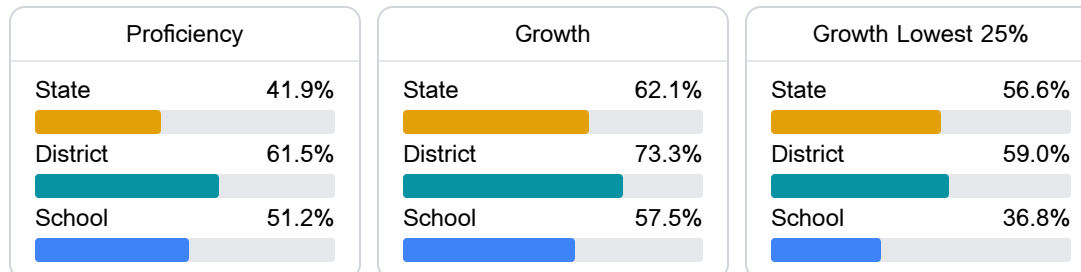 Proficiency
State 41.9%
District 61.5%
School 51.2%
Growth
State 62.1%
District 73.3%
School 57.5%
Growth Lowest 25%
State 56.6%
District 59.0%
School 36.8%